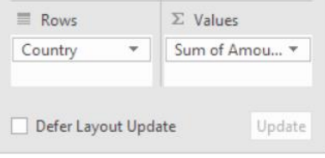 Rows
Σ Values
Country
Sum of Amou...
Defer Layout Update
Update